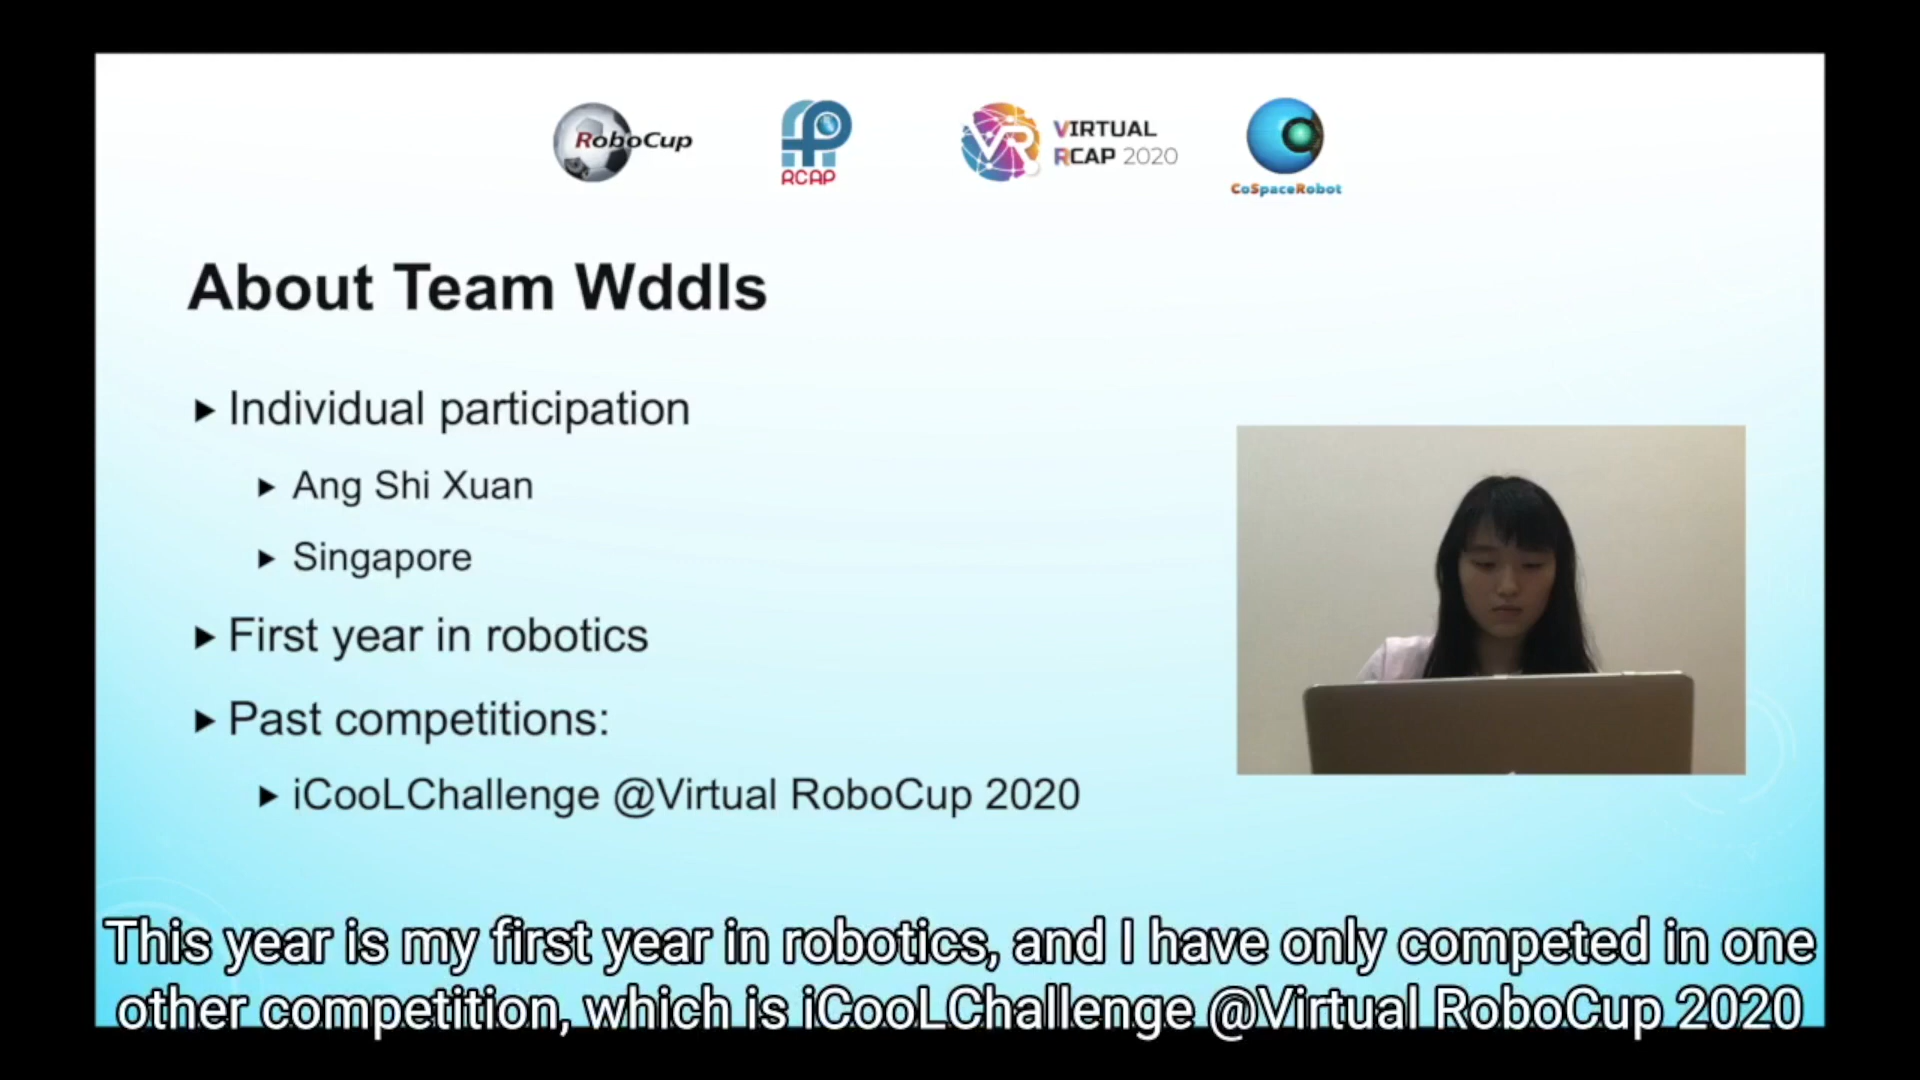 RoboCup
RCAP
VR
VIRTUAL
RCAP 2020
CoSpaceRobot
About Team Wddls
Individual participation
Ang Shi Xuan
Singapore
First year in robotics
Past competitions:
iCooLChallenge @Virtual RoboCup 2020
This year is my first year in robotics, and I have only competed in one
other competition, which is iCooLChallenge @Virtual RoboCup 2020